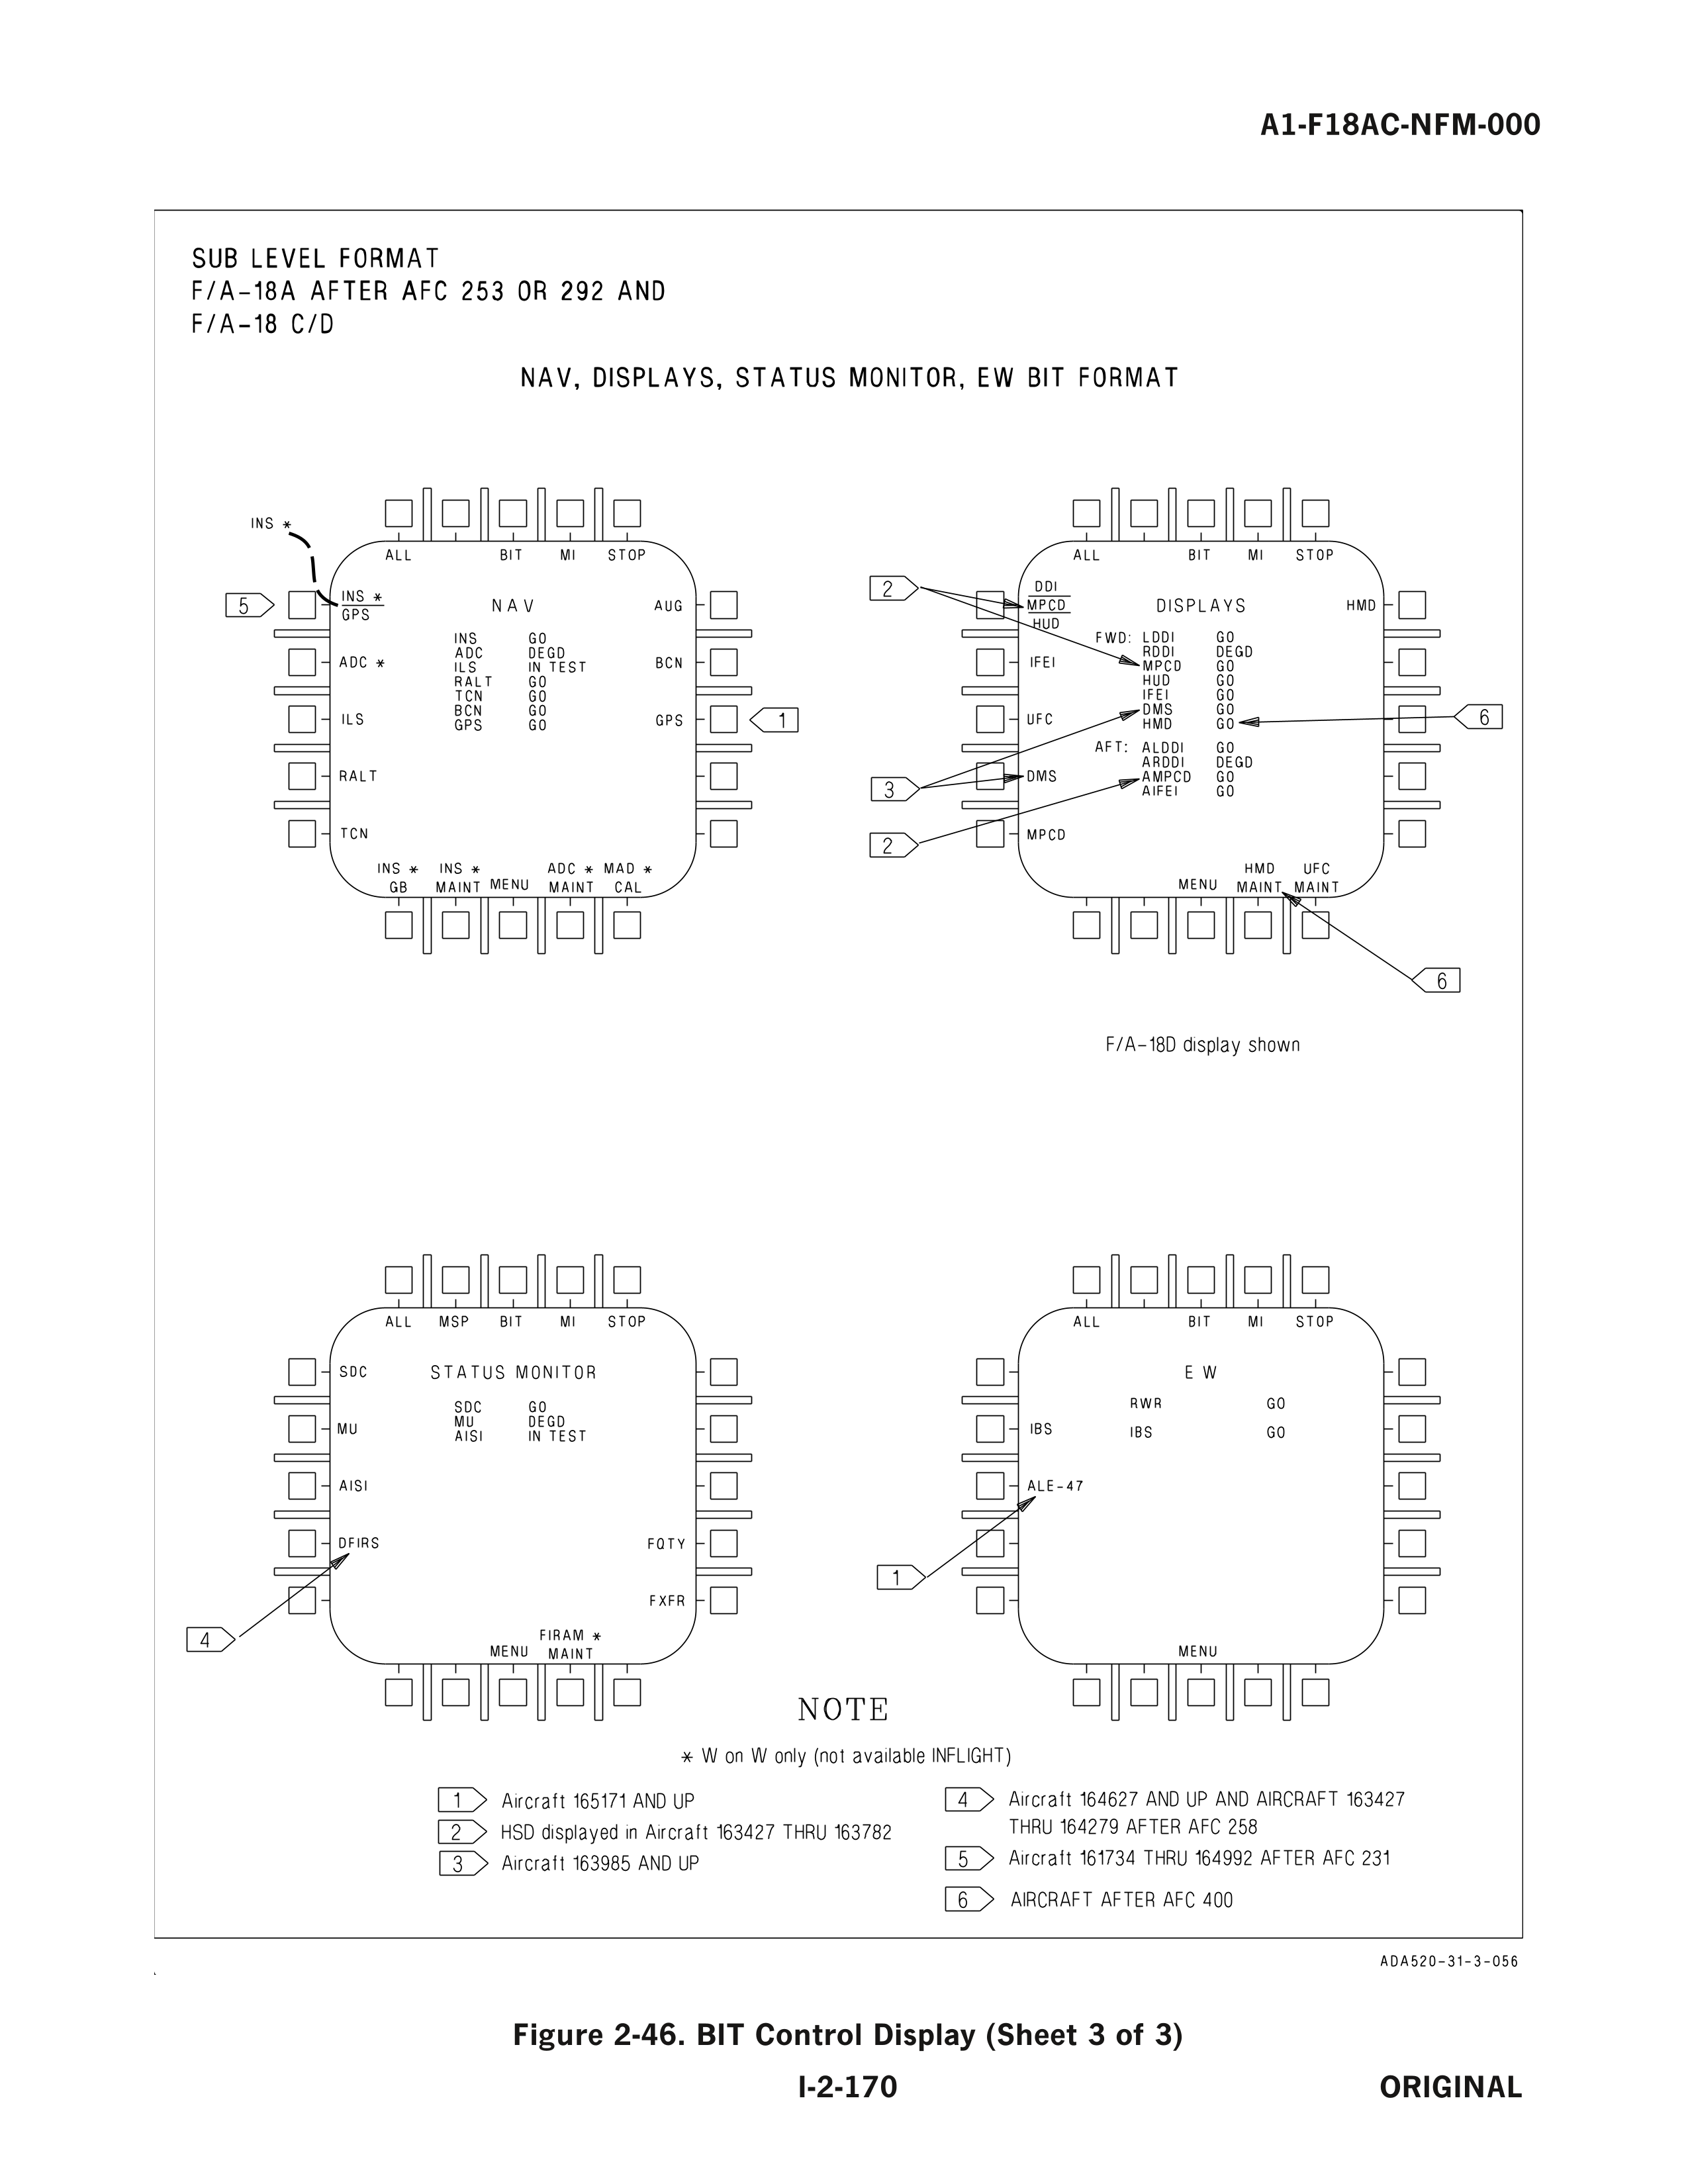 A1-F18AC-NFM-000
SUB LEVEL FORMAT
F/A-18A AFTER AFC 253 OR 292 AND
F/A-18 C/D
NAV, DISPLAYS, STATUS MONITOR, EW BIT FORMAT
INS *
5
ALL BIT MI STOP
INS *
GPS
NAV
AUG
INS GO
ADC DEGD
ILS IN TEST
RALT GO
TCN GO
BCN GO
GPS GO
ADC *
BCN
ILS
GPS
1
RALT
TCN
INS * INS * ADC * MAD *
GB MAINT MENU MAINT CAL
ALL BIT MI STOP
2
DDI
MPCD
HUD
DISPLAYS
HMD
FWD: LDDI GO
RDDI DEGD
MPCD GO
HUD GO
IFEI GO
DMS GO
HMD GO
AFT: ALDDI GO
ARDDI DEGD
AMPCD GO
AIFEI GO
IFEI
UFC
6
3
DMS
2
MPCD
HMD UFC
MENU MAINT MAINT
6
F/A-18D display shown
ALL MSP BIT MI STOP
SDC
STATUS MONITOR
SDC GO
MU DEGD
AISI IN TEST
MU
AISI
DFIRS
FQTY
FXFR
4
FIRAM *
MENU MAINT
ALL BIT MI STOP
EW
RWR GO
IBS
IBS GO
ALE-47
1
MENU
NOTE
* W on W only (not available INFLIGHT)
1 Aircraft 165171 AND UP
2 HSD displayed in Aircraft 163427 THRU 163782
3 Aircraft 163985 AND UP
4 Aircraft 164627 AND UP AND AIRCRAFT 163427
THRU 164279 AFTER AFC 258
5 Aircraft 161734 THRU 164992 AFTER AFC 231
6 AIRCRAFT AFTER AFC 400
ADA520-31-3-056
Figure 2-46. BIT Control Display (Sheet 3 of 3)
I-2-170
ORIGINAL